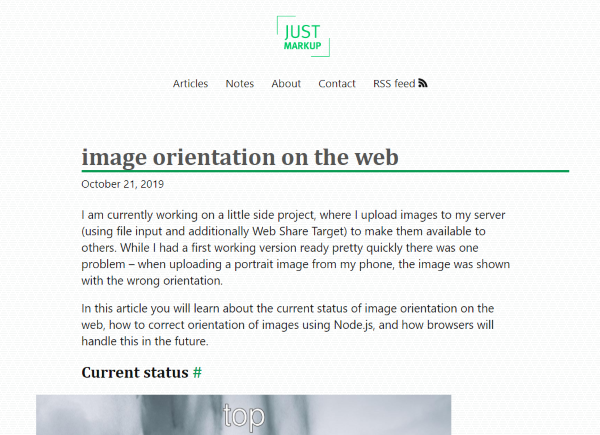 JUST
MARKUP
Articles Notes About Contact RSS feed
image orientation on the web
October 21, 2019
I am currently working on a little side project, where I upload images to my server
(using file input and additionally Web Share Target) to make them available to
others. While I had a first working version ready pretty quickly there was one
problem – when uploading a portrait image from my phone, the image was shown
with the wrong orientation.
In this article you will learn about the current status of image orientation on the
web, how to correct orientation of images using Node.js, and how browsers will
handle this in the future.
Current status #
top